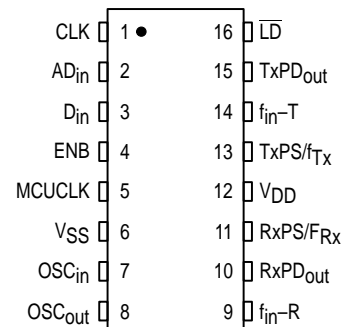 CLK 1 16 L̅D̅
ADin 2 15 TxPDout
Din 3 14 fin–T
ENB 4 13 TxPS/fTx
MCUCLK 5 12 VDD
VSS 6 11 RxPS/FRx
OSCin 7 10 RxPDout
OSCout 8 9 fin–R